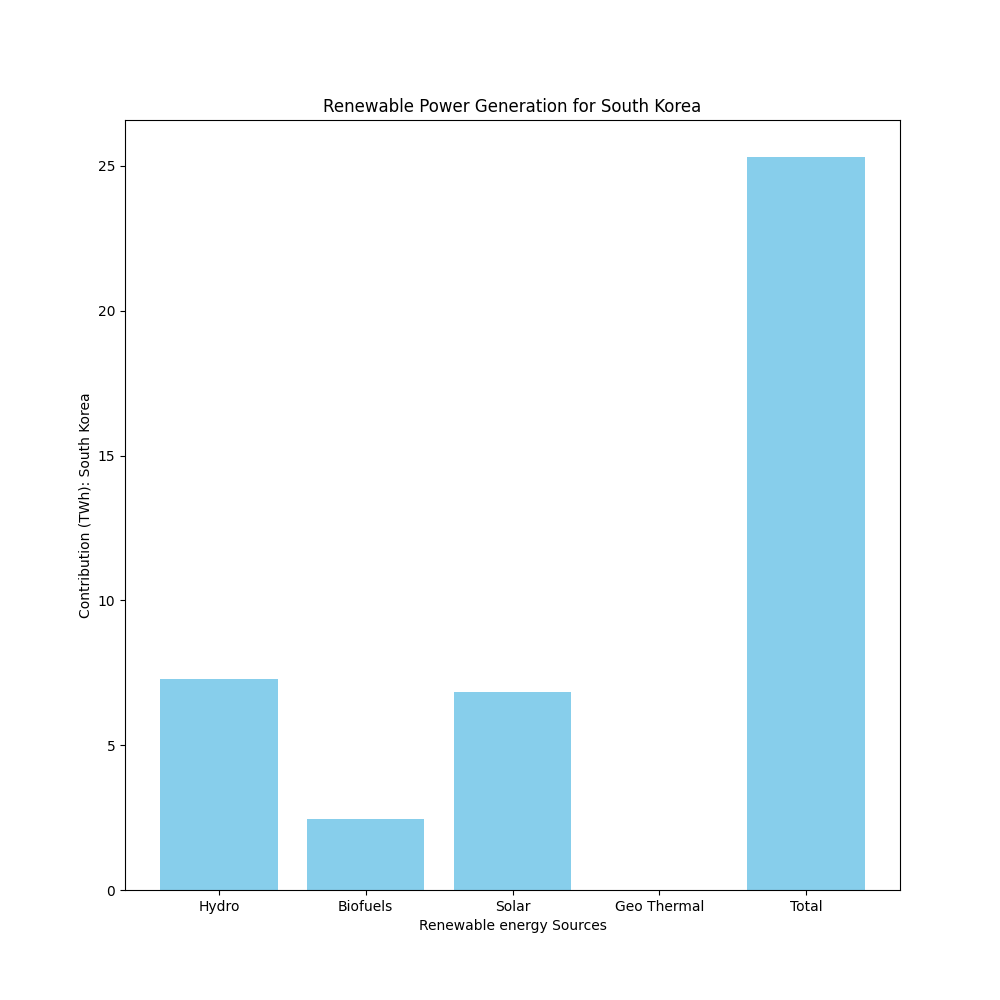 Renewable Power Generation for South Korea
Contribution (TWh): South Korea
25
20
15
10
5
0
Hydro Biofuels Solar Geo Thermal Total
Renewable energy Sources